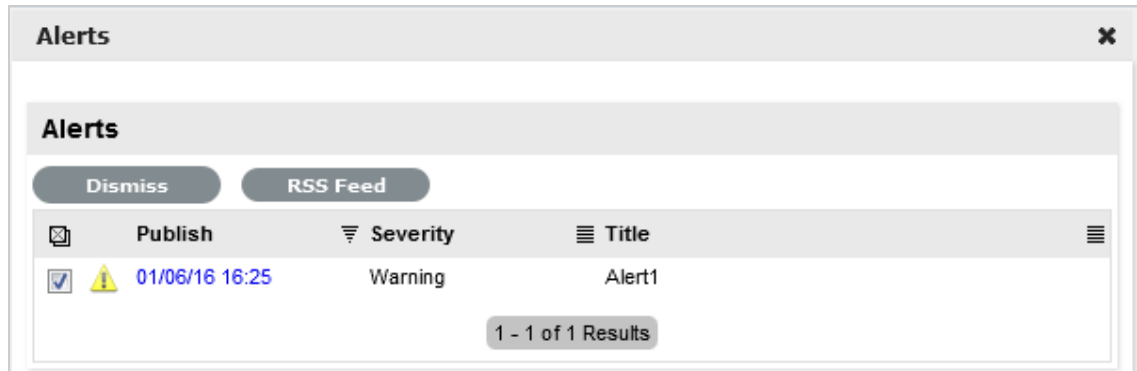 Alerts
Alerts
Dismiss RSS Feed
Publish Severity Title
01/06/16 16:25 Warning Alert1
1 - 1 of 1 Results